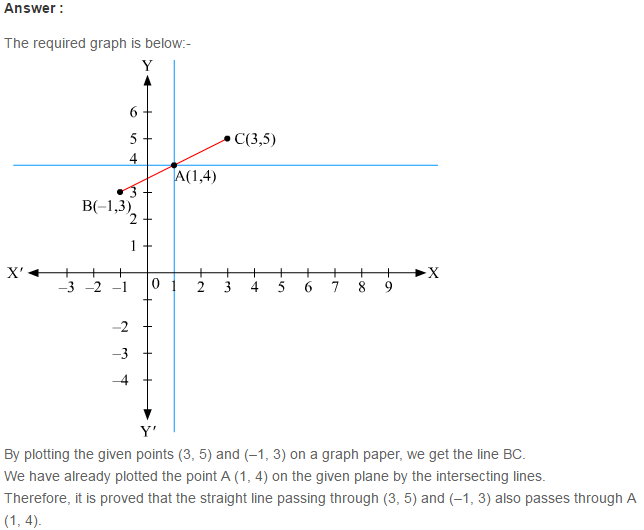 Answer :
The required graph is below:-
Y
6
5
C(3,5)
4
A(1,4)
3
B(–1,3)
2
1
X′
X
–3 –2 –1 0 1 2 3 4 5 6 7 8 9
–2
–3
–4
Y′
By plotting the given points (3, 5) and (–1, 3) on a graph paper, we get the line BC.
We have already plotted the point A (1, 4) on the given plane by the intersecting lines.
Therefore, it is proved that the straight line passing through (3, 5) and (–1, 3) also passes through A
(1, 4).